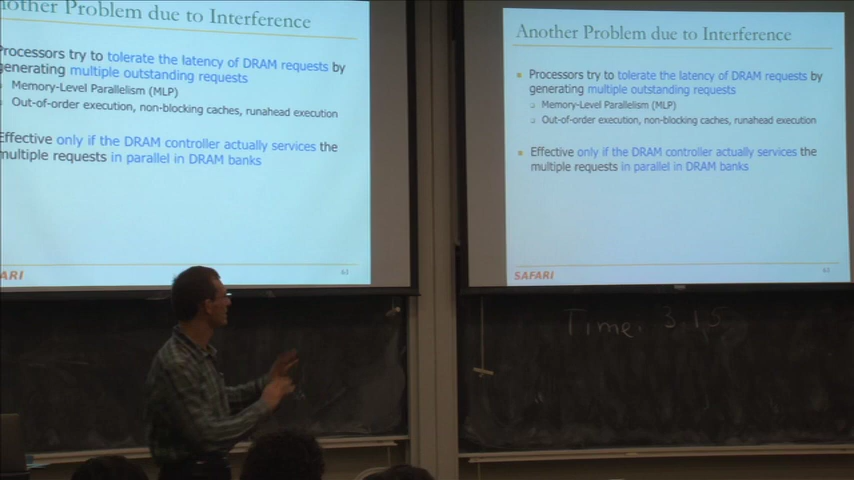 nother Problem due to Interference
Processors try to tolerate the latency of DRAM requests by
generating multiple outstanding requests
Memory-Level Parallelism (MLP)
Out-of-order execution, non-blocking caches, runahead execution
Effective only if the DRAM controller actually services the
multiple requests in parallel in DRAM banks
ARI
Another Problem due to Interference
Processors try to tolerate the latency of DRAM requests by
generating multiple outstanding requests
Memory-Level Parallelism (MLP)
Out-of-order execution, non-blocking caches, runahead execution
Effective only if the DRAM controller actually services the
multiple requests in parallel in DRAM banks
SAFARI
Time: 3.15